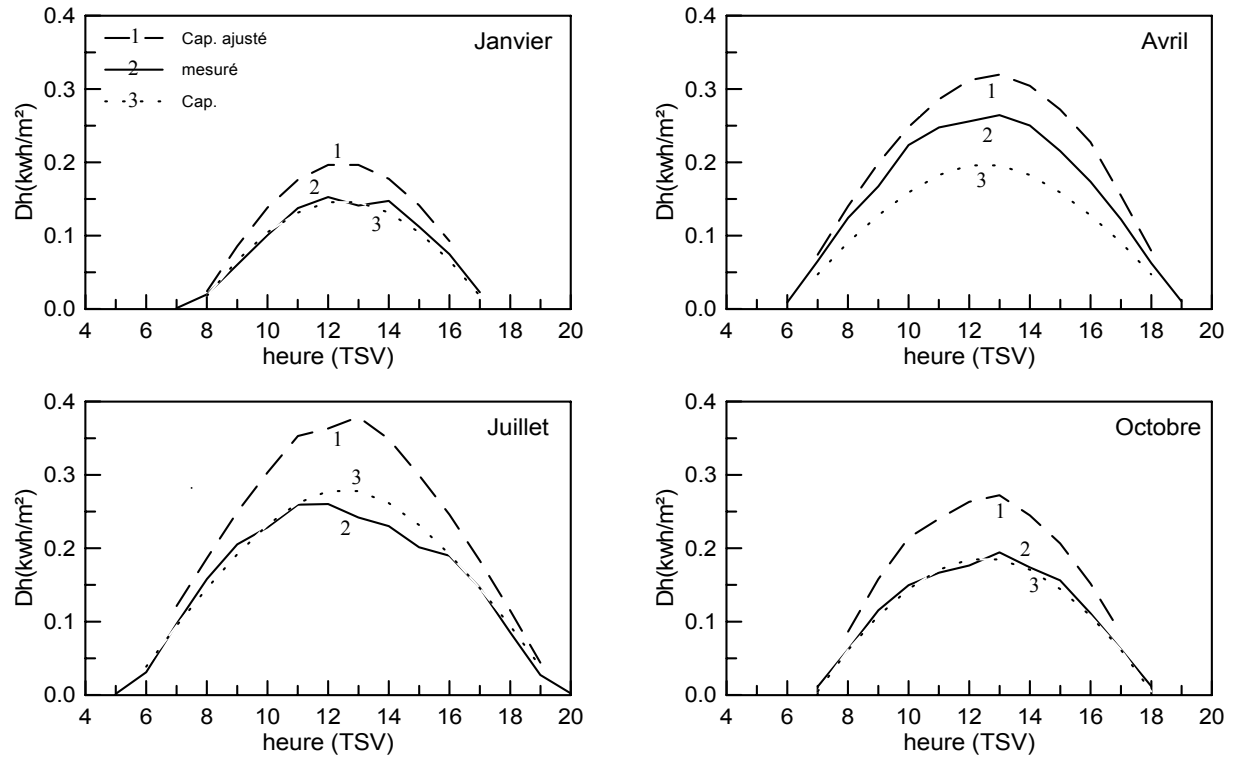 0.4
0.3
0.2
0.1
0.0
Dh(kwh/m²)
1 Cap. ajusté
2 mesuré
3 Cap.
Janvier
1
2
3
4 6 8 10 12 14 16 18 20
heure (TSV)
0.4
0.3
0.2
0.1
0.0
Dh(kwh/m²)
Avril
1
2
3
4 6 8 10 12 14 16 18 20
heure (TSV)
0.4
0.3
0.2
0.1
0.0
Dh(kwh/m²)
Juillet
1
3
2
4 6 8 10 12 14 16 18 20
heure (TSV)
0.4
0.3
0.2
0.1
0.0
Dh(kwh/m²)
Octobre
1
2
3
4 6 8 10 12 14 16 18 20
heure (TSV)